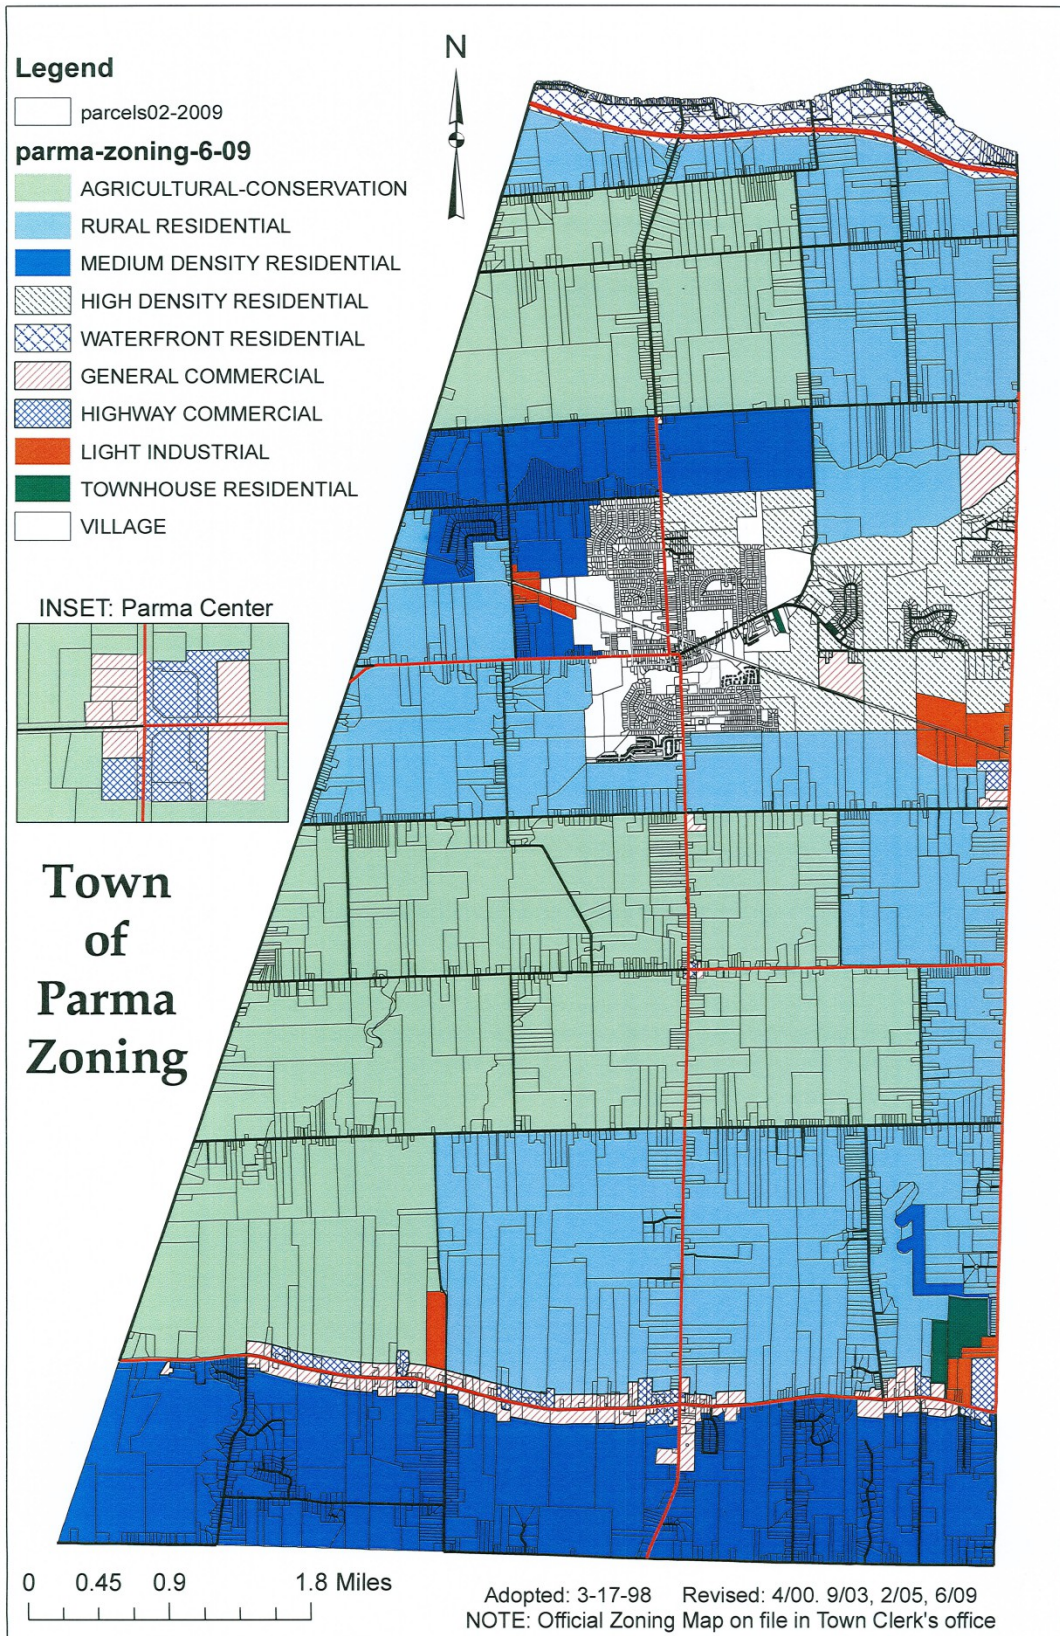 N
Legend
parcels02-2009
parma-zoning-6-09
AGRICULTURAL-CONSERVATION
RURAL RESIDENTIAL
MEDIUM DENSITY RESIDENTIAL
HIGH DENSITY RESIDENTIAL
WATERFRONT RESIDENTIAL
GENERAL COMMERCIAL
HIGHWAY COMMERCIAL
LIGHT INDUSTRIAL
TOWNHOUSE RESIDENTIAL
VILLAGE
INSET: Parma Center
Town
of
Parma
Zoning
0 0.45 0.9 1.8 Miles
Adopted: 3-17-98 Revised: 4/00. 9/03, 2/05, 6/09
NOTE: Official Zoning Map on file in Town Clerk's office